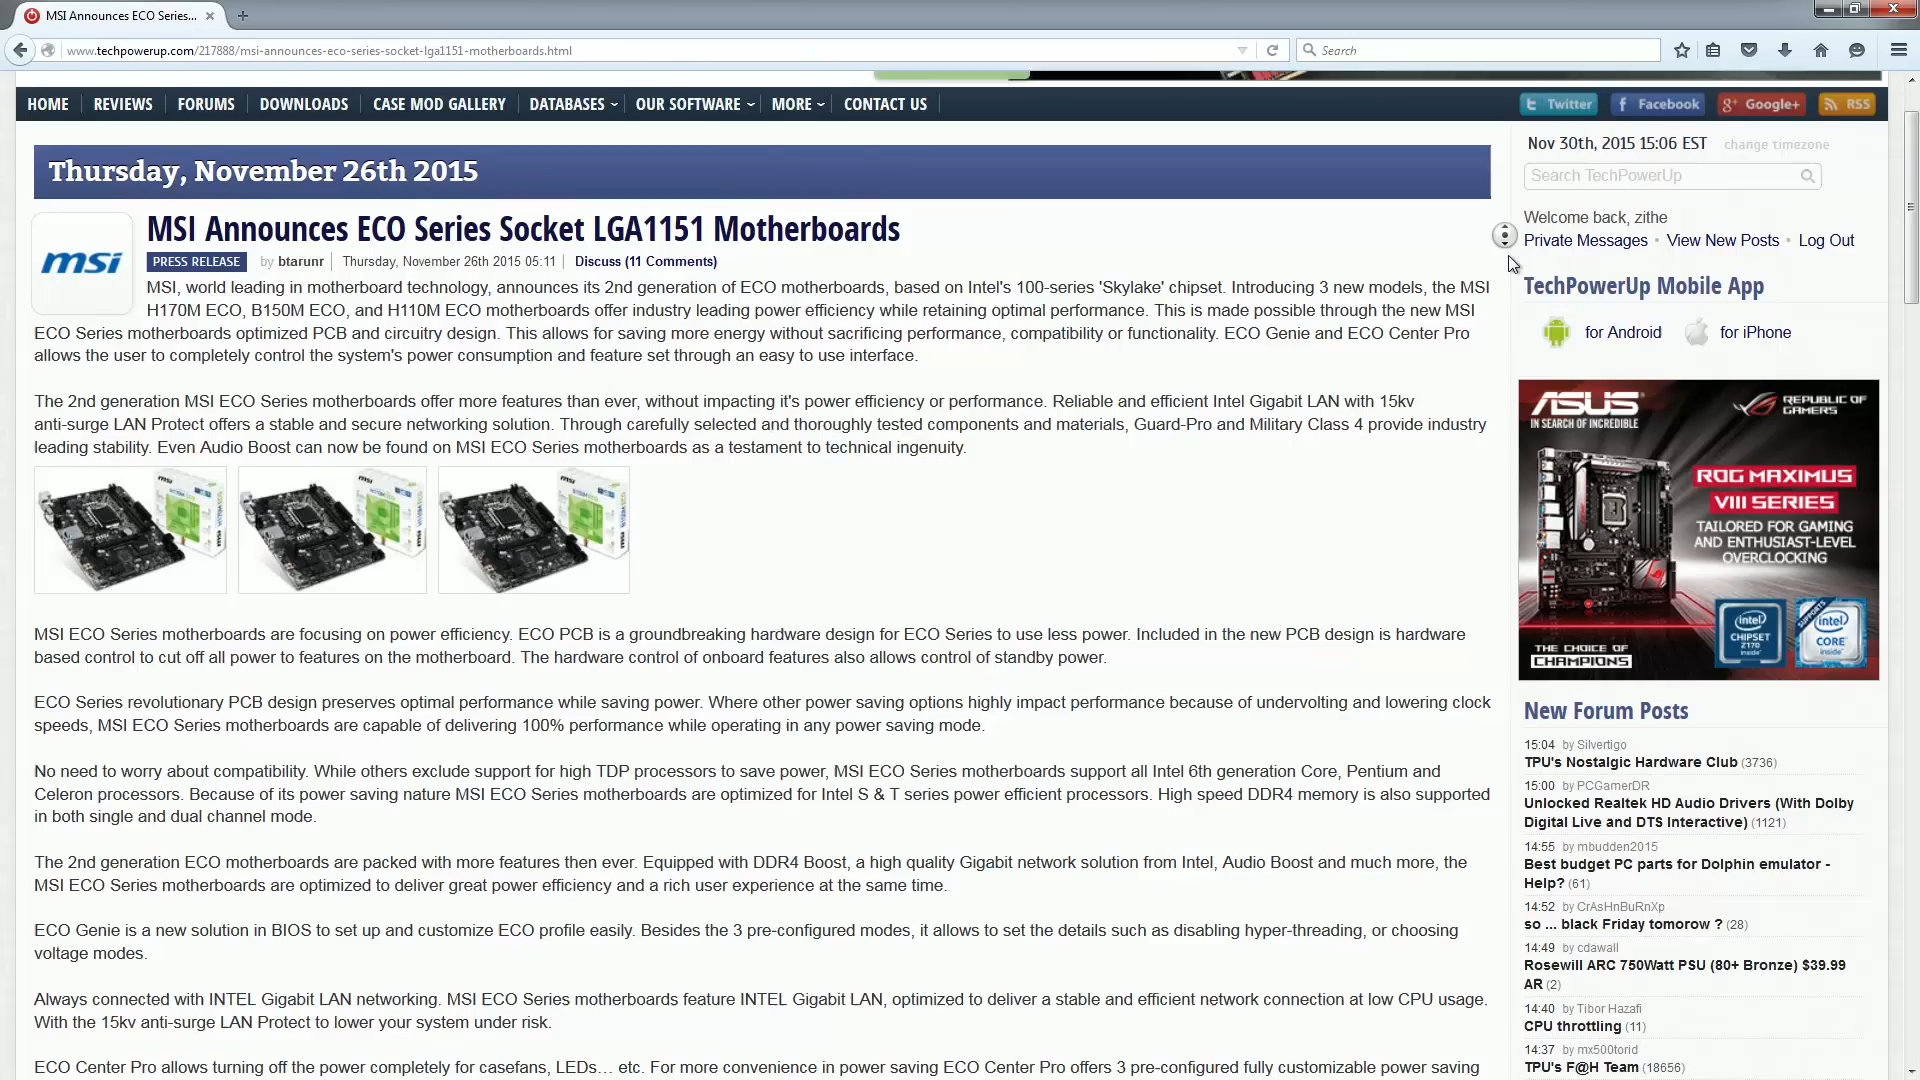 MSI Announces ECO Series...
www.techpowerup.com/217888/msi-announces-eco-series-socket-lga1151-motherboards.html
Search
HOME
REVIEWS
FORUMS
DOWNLOADS
CASE MOD GALLERY
DATABASES
OUR SOFTWARE
MORE
CONTACT US
Twitter
Facebook
Google+
RSS
Thursday, November 26th 2015
msi
MSI Announces ECO Series Socket LGA1151 Motherboards
PRESS RELEASE by btarunr | Thursday, November 26th 2015 05:11 | Discuss (11 Comments)
MSI, world leading in motherboard technology, announces its 2nd generation of ECO motherboards, based on Intel's 100-series 'Skylake' chipset. Introducing 3 new models, the MSI
H170M ECO, B150M ECO, and H110M ECO motherboards offer industry leading power efficiency while retaining optimal performance. This is made possible through the new MSI
ECO Series motherboards optimized PCB and circuitry design. This allows for saving more energy without sacrificing performance, compatibility or functionality. ECO Genie and ECO Center Pro
allows the user to completely control the system's power consumption and feature set through an easy to use interface.
The 2nd generation MSI ECO Series motherboards offer more features than ever, without impacting it's power efficiency or performance. Reliable and efficient Intel Gigabit LAN with 15kv
anti-surge LAN Protect offers a stable and secure networking solution. Through carefully selected and thoroughly tested components and materials, Guard-Pro and Military Class 4 provide industry
leading stability. Even Audio Boost can now be found on MSI ECO Series motherboards as a testament to technical ingenuity.
MSI ECO Series motherboards are focusing on power efficiency. ECO PCB is a groundbreaking hardware design for ECO Series to use less power. Included in the new PCB design is hardware
based control to cut off all power to features on the motherboard. The hardware control of onboard features also allows control of standby power.
ECO Series revolutionary PCB design preserves optimal performance while saving power. Where other power saving options highly impact performance because of undervolting and lowering clock
speeds, MSI ECO Series motherboards are capable of delivering 100% performance while operating in any power saving mode.
No need to worry about compatibility. While others exclude support for high TDP processors to save power, MSI ECO Series motherboards support all Intel 6th generation Core, Pentium and
Celeron processors. Because of its power saving nature MSI ECO Series motherboards are optimized for Intel S & T series power efficient processors. High speed DDR4 memory is also supported
in both single and dual channel mode.
The 2nd generation ECO motherboards are packed with more features then ever. Equipped with DDR4 Boost, a high quality Gigabit network solution from Intel, Audio Boost and much more, the
MSI ECO Series motherboards are optimized to deliver great power efficiency and a rich user experience at the same time.
ECO Genie is a new solution in BIOS to set up and customize ECO profile easily. Besides the 3 pre-configured modes, it allows to set the details such as disabling hyper-threading, or choosing
voltage modes.
Always connected with INTEL Gigabit LAN networking. MSI ECO Series motherboards feature INTEL Gigabit LAN, optimized to deliver a stable and efficient network connection at low CPU usage.
With the 15kv anti-surge LAN Protect to lower your system under risk.
ECO Center Pro allows turning off the power completely for casefans, LEDs… etc. For more convenience in power saving ECO Center Pro offers 3 pre-configured fully customizable power saving
Nov 30th, 2015 15:06 EST change timezone
Search TechPowerUp
Welcome back, zithe
Private Messages • View New Posts • Log Out
TechPowerUp Mobile App
for Android
for iPhone
ASUS
IN SEARCH OF INCREDIBLE
REPUBLIC OF
GAMERS
ROG MAXIMUS
VIII SERIES
TAILORED FOR GAMING
AND ENTHUSIAST-LEVEL
OVERCLOCKING
THE CHOICE OF
CHAMPIONS
intel
CHIPSET
Z170
inside
SUPPORTS
intel
CORE
inside
New Forum Posts
15:04 by Silvertigo
TPU's Nostalgic Hardware Club (3736)
15:00 by PCGamerDR
Unlocked Realtek HD Audio Drivers (With Dolby
Digital Live and DTS Interactive) (1121)
14:55 by mbudden2015
Best budget PC parts for Dolphin emulator -
Help? (61)
14:52 by CrAsHnBuRnXp
so ... black Friday tomorow ? (28)
14:49 by cdawall
Rosewill ARC 750Watt PSU (80+ Bronze) $39.99
AR (2)
14:40 by Tibor Hazafi
CPU throttling (11)
14:37 by mx500torid
TPU's F@H Team (18656)